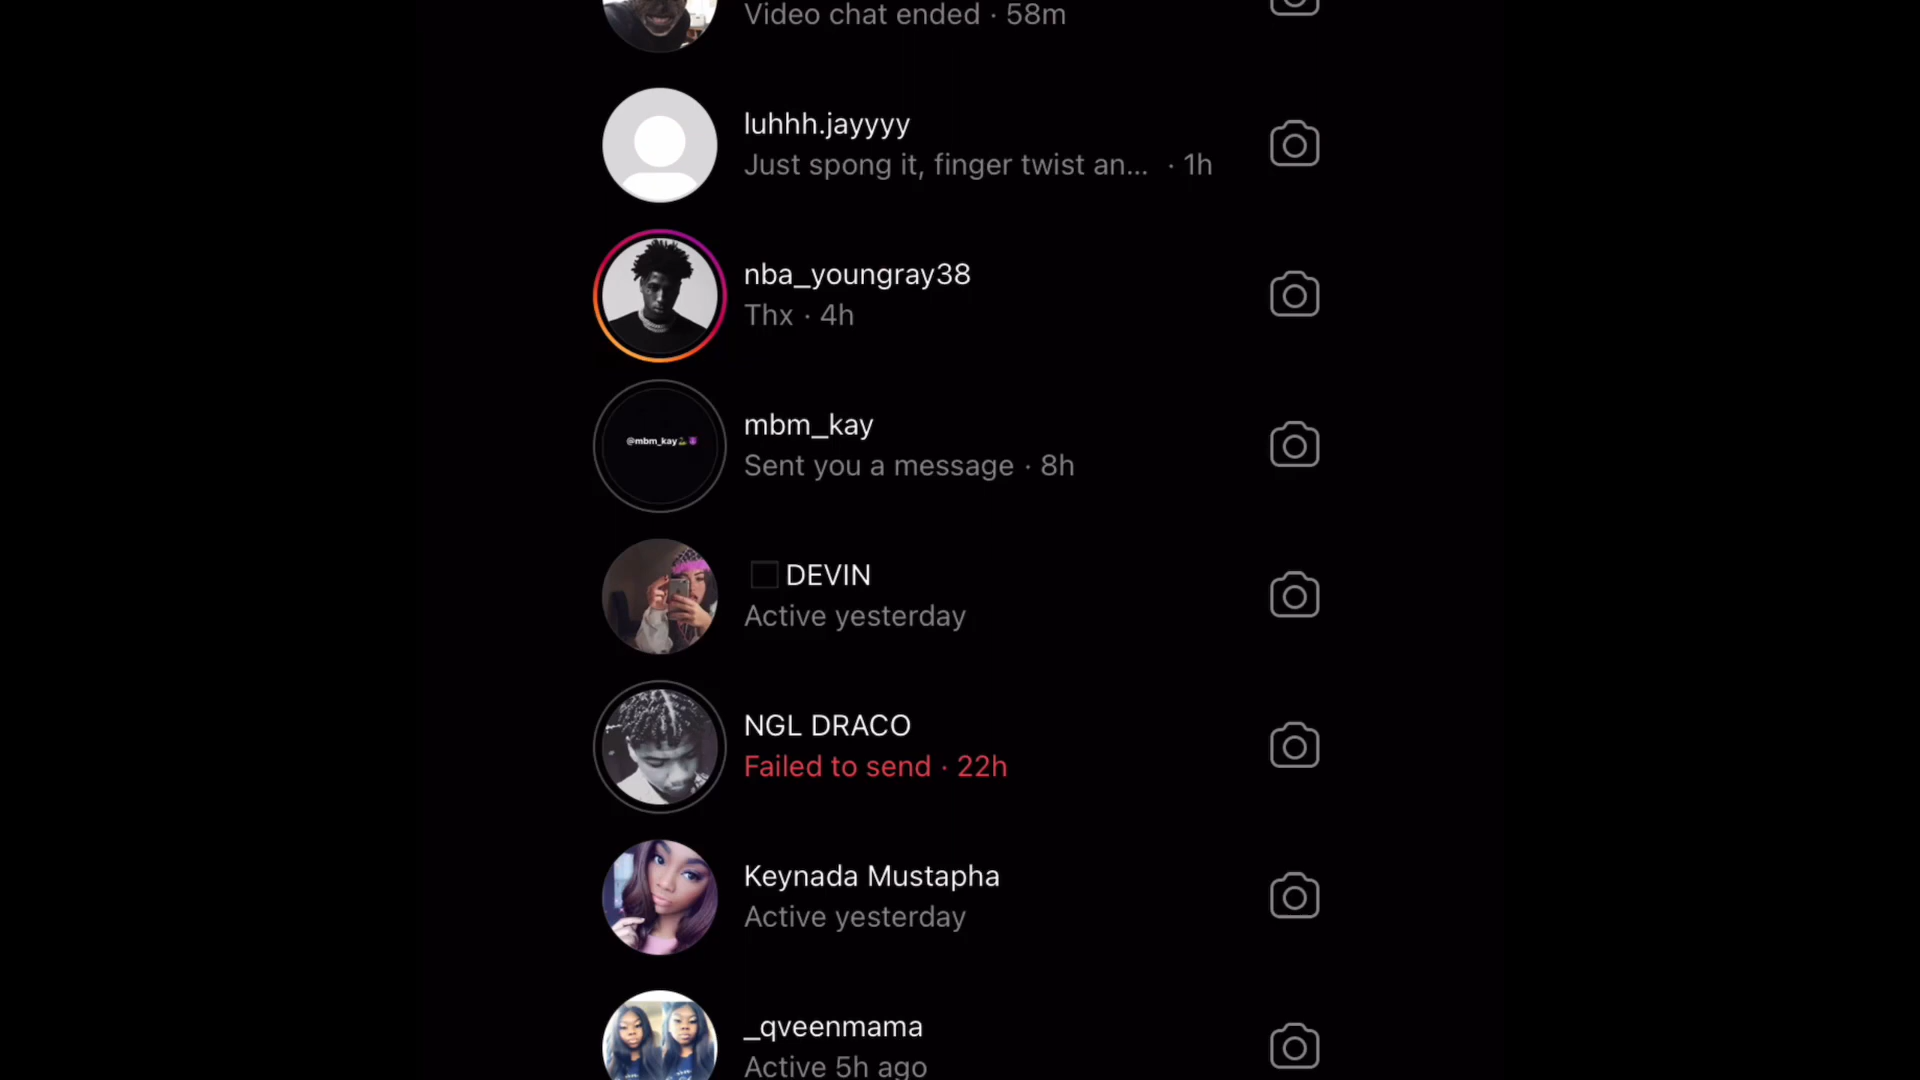 Video chat ended · 58m
luhhh.jayyyy
Just spong it, finger twist an... · 1h
nba_youngray38
Thx · 4h
@mbm_kay
mbm_kay
Sent you a message · 8h
DEVIN
Active yesterday
NGL DRACO
Failed to send · 22h
Keynada Mustapha
Active yesterday
_qveenmama
Active 5h ago